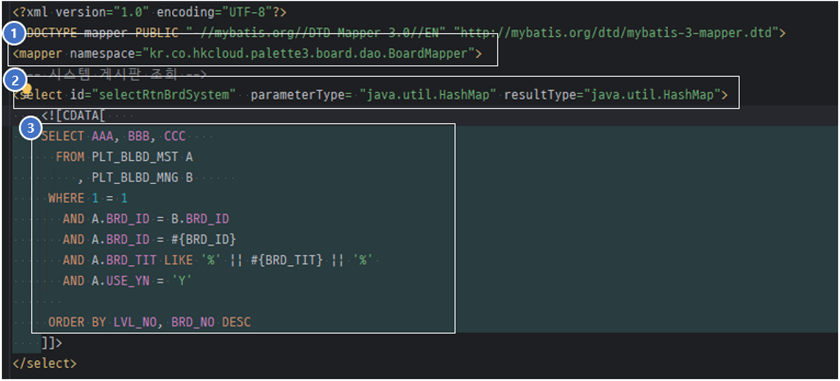 <?xml version="1.0" encoding="UTF-8"?>
DOCTYPE mapper PUBLIC "-//mybatis.org//DTD Mapper 3.0//EN" "http://mybatis.org/dtd/mybatis-3-mapper.dtd">
1
<mapper namespace="kr.co.hkcloud.palette3.board.dao.BoardMapper">
시스템 게시판 조회 -->
2
<select id="selectRtnBrdSystem" parameterType= "java.util.HashMap" resultType="java.util.HashMap">
<![CDATA[
3
SELECT AAA, BBB, CCC
FROM PLT_BLBD_MST A
, PLT_BLBD_MNG B
WHERE 1 = 1
AND A.BRD_ID = B.BRD_ID
AND A.BRD_ID = #{BRD_ID}
AND A.BRD_TIT LIKE '%' || #{BRD_TIT} || '%'
AND A.USE_YN = 'Y'
ORDER BY LVL_NO, BRD_NO DESC
]]>
</select>